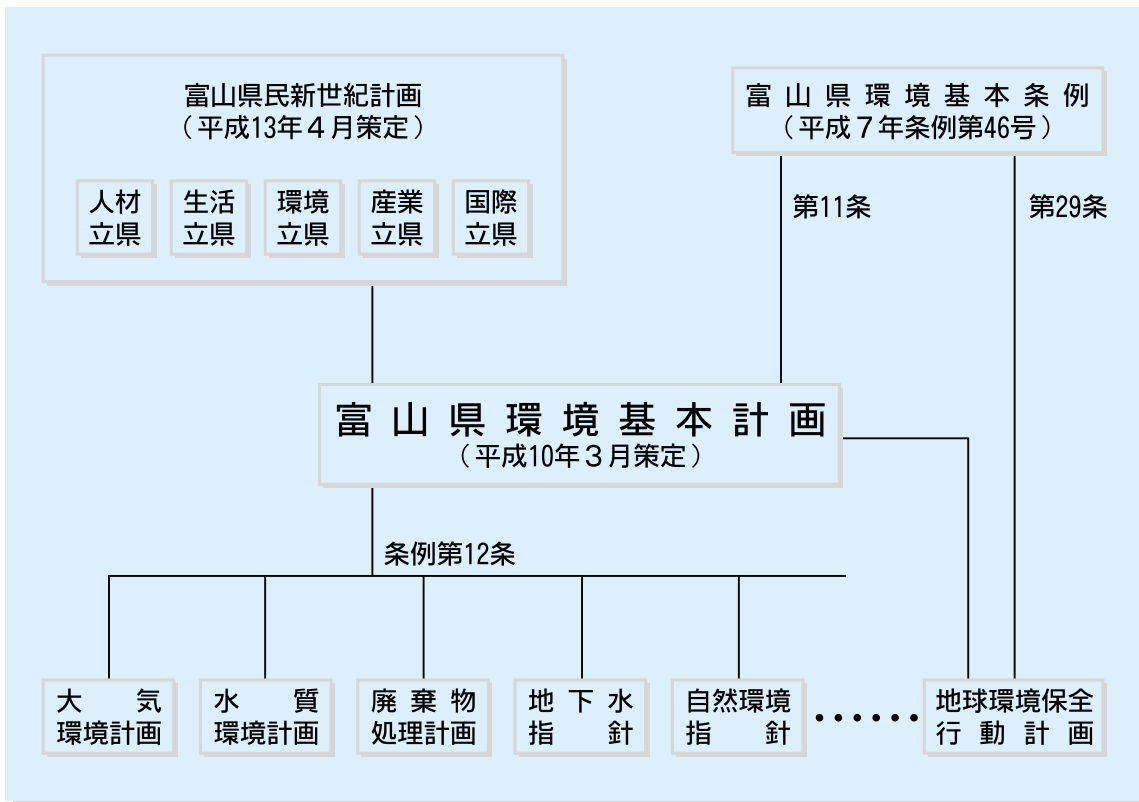 富山県民新世紀計画
（平成13年４月策定）
人材
立県
生活
立県
環境
立県
産業
立県
国際
立県
富山県環境基本条例
（平成７年条例第46号）
第11条
第29条
富山県環境基本計画
（平成10年３月策定）
条例第12条
大気
環境計画
水質
環境計画
廃棄物
処理計画
地下水
指針
自然環境
指針
……
地球環境保全
行動計画